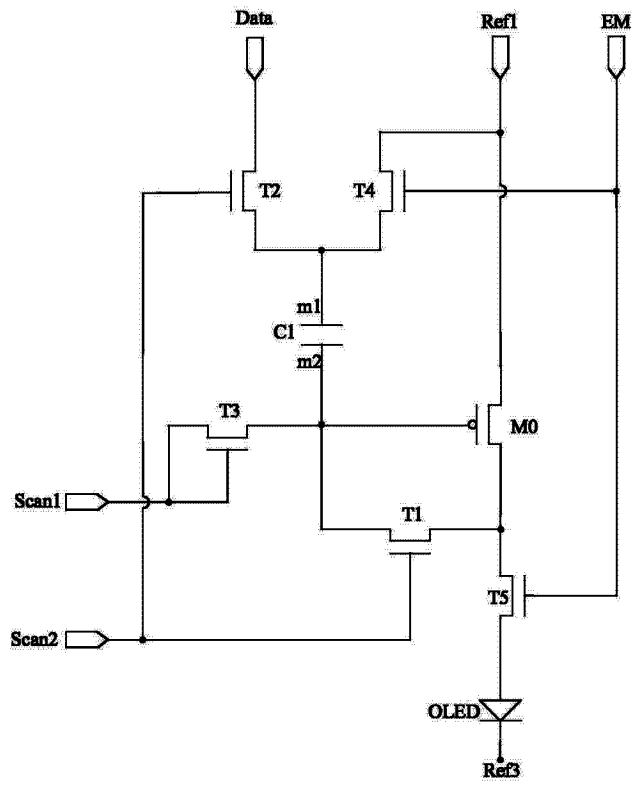 Data
Ref1
EM
T2
T4
m1
C1
m2
T3
M0
Scan1
T1
T5
Scan2
OLED
Ref3